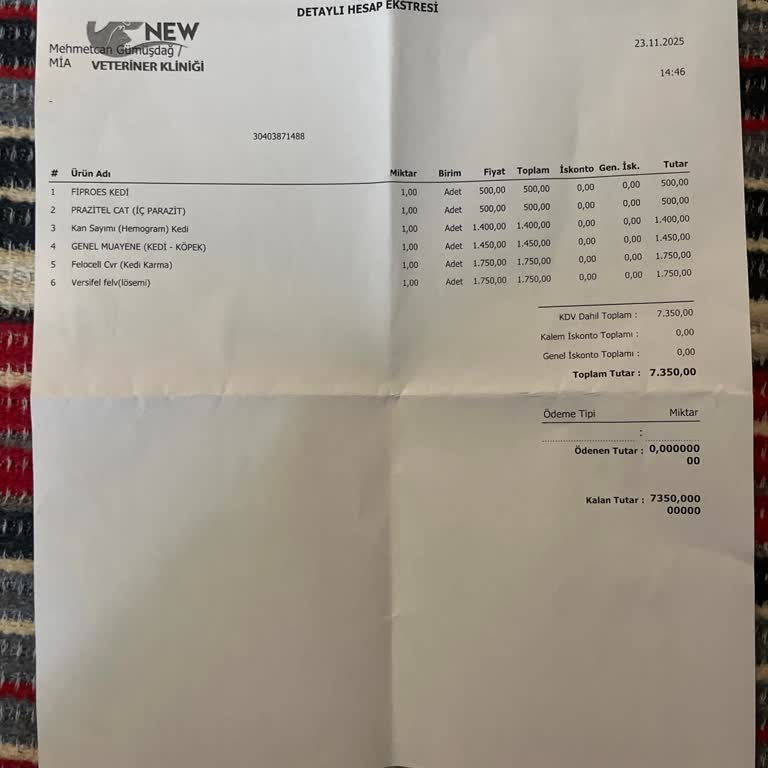 DETAYLI HESAP EKSTRESİ
NEW
Mehmetcan Gümüşdağ /
MİA
VETERİNER KLİNİĞİ
23.11.2025
14:46
-
30403871488
# Ürün Adı Miktar Birim Fiyat Toplam İskonto Gen. İsk. Tutar
1 FİPROES KEDİ 1,00 Adet 500,00 500,00 0,00 0,00 500,00
2 PRAZİTEL CAT (İÇ PARAZİT) 1,00 Adet 500,00 500,00 0,00 0,00 500,00
3 Kan Sayımı (Hemogram) Kedi 1,00 Adet 1.400,00 1.400,00 0,00 0,00 1.400,00
4 GENEL MUAYENE (KEDİ - KÖPEK) 1,00 Adet 1.450,00 1.450,00 0,00 0,00 1.450,00
5 Felocell Cvr (Kedi Karma) 1,00 Adet 1.750,00 1.750,00 0,00 0,00 1.750,00
6 Versifel felv(lösemi) 1,00 Adet 1.750,00 1.750,00 0,00 0,00 1.750,00
KDV Dahil Toplam : 7.350,00
Kalem İskonto Toplamı : 0,00
Genel İskonto Toplamı : 0,00
Toplam Tutar : 7.350,00
Ödeme Tipi Miktar
:
Ödenen Tutar : 0,000000
00
Kalan Tutar : 7350,000
00000